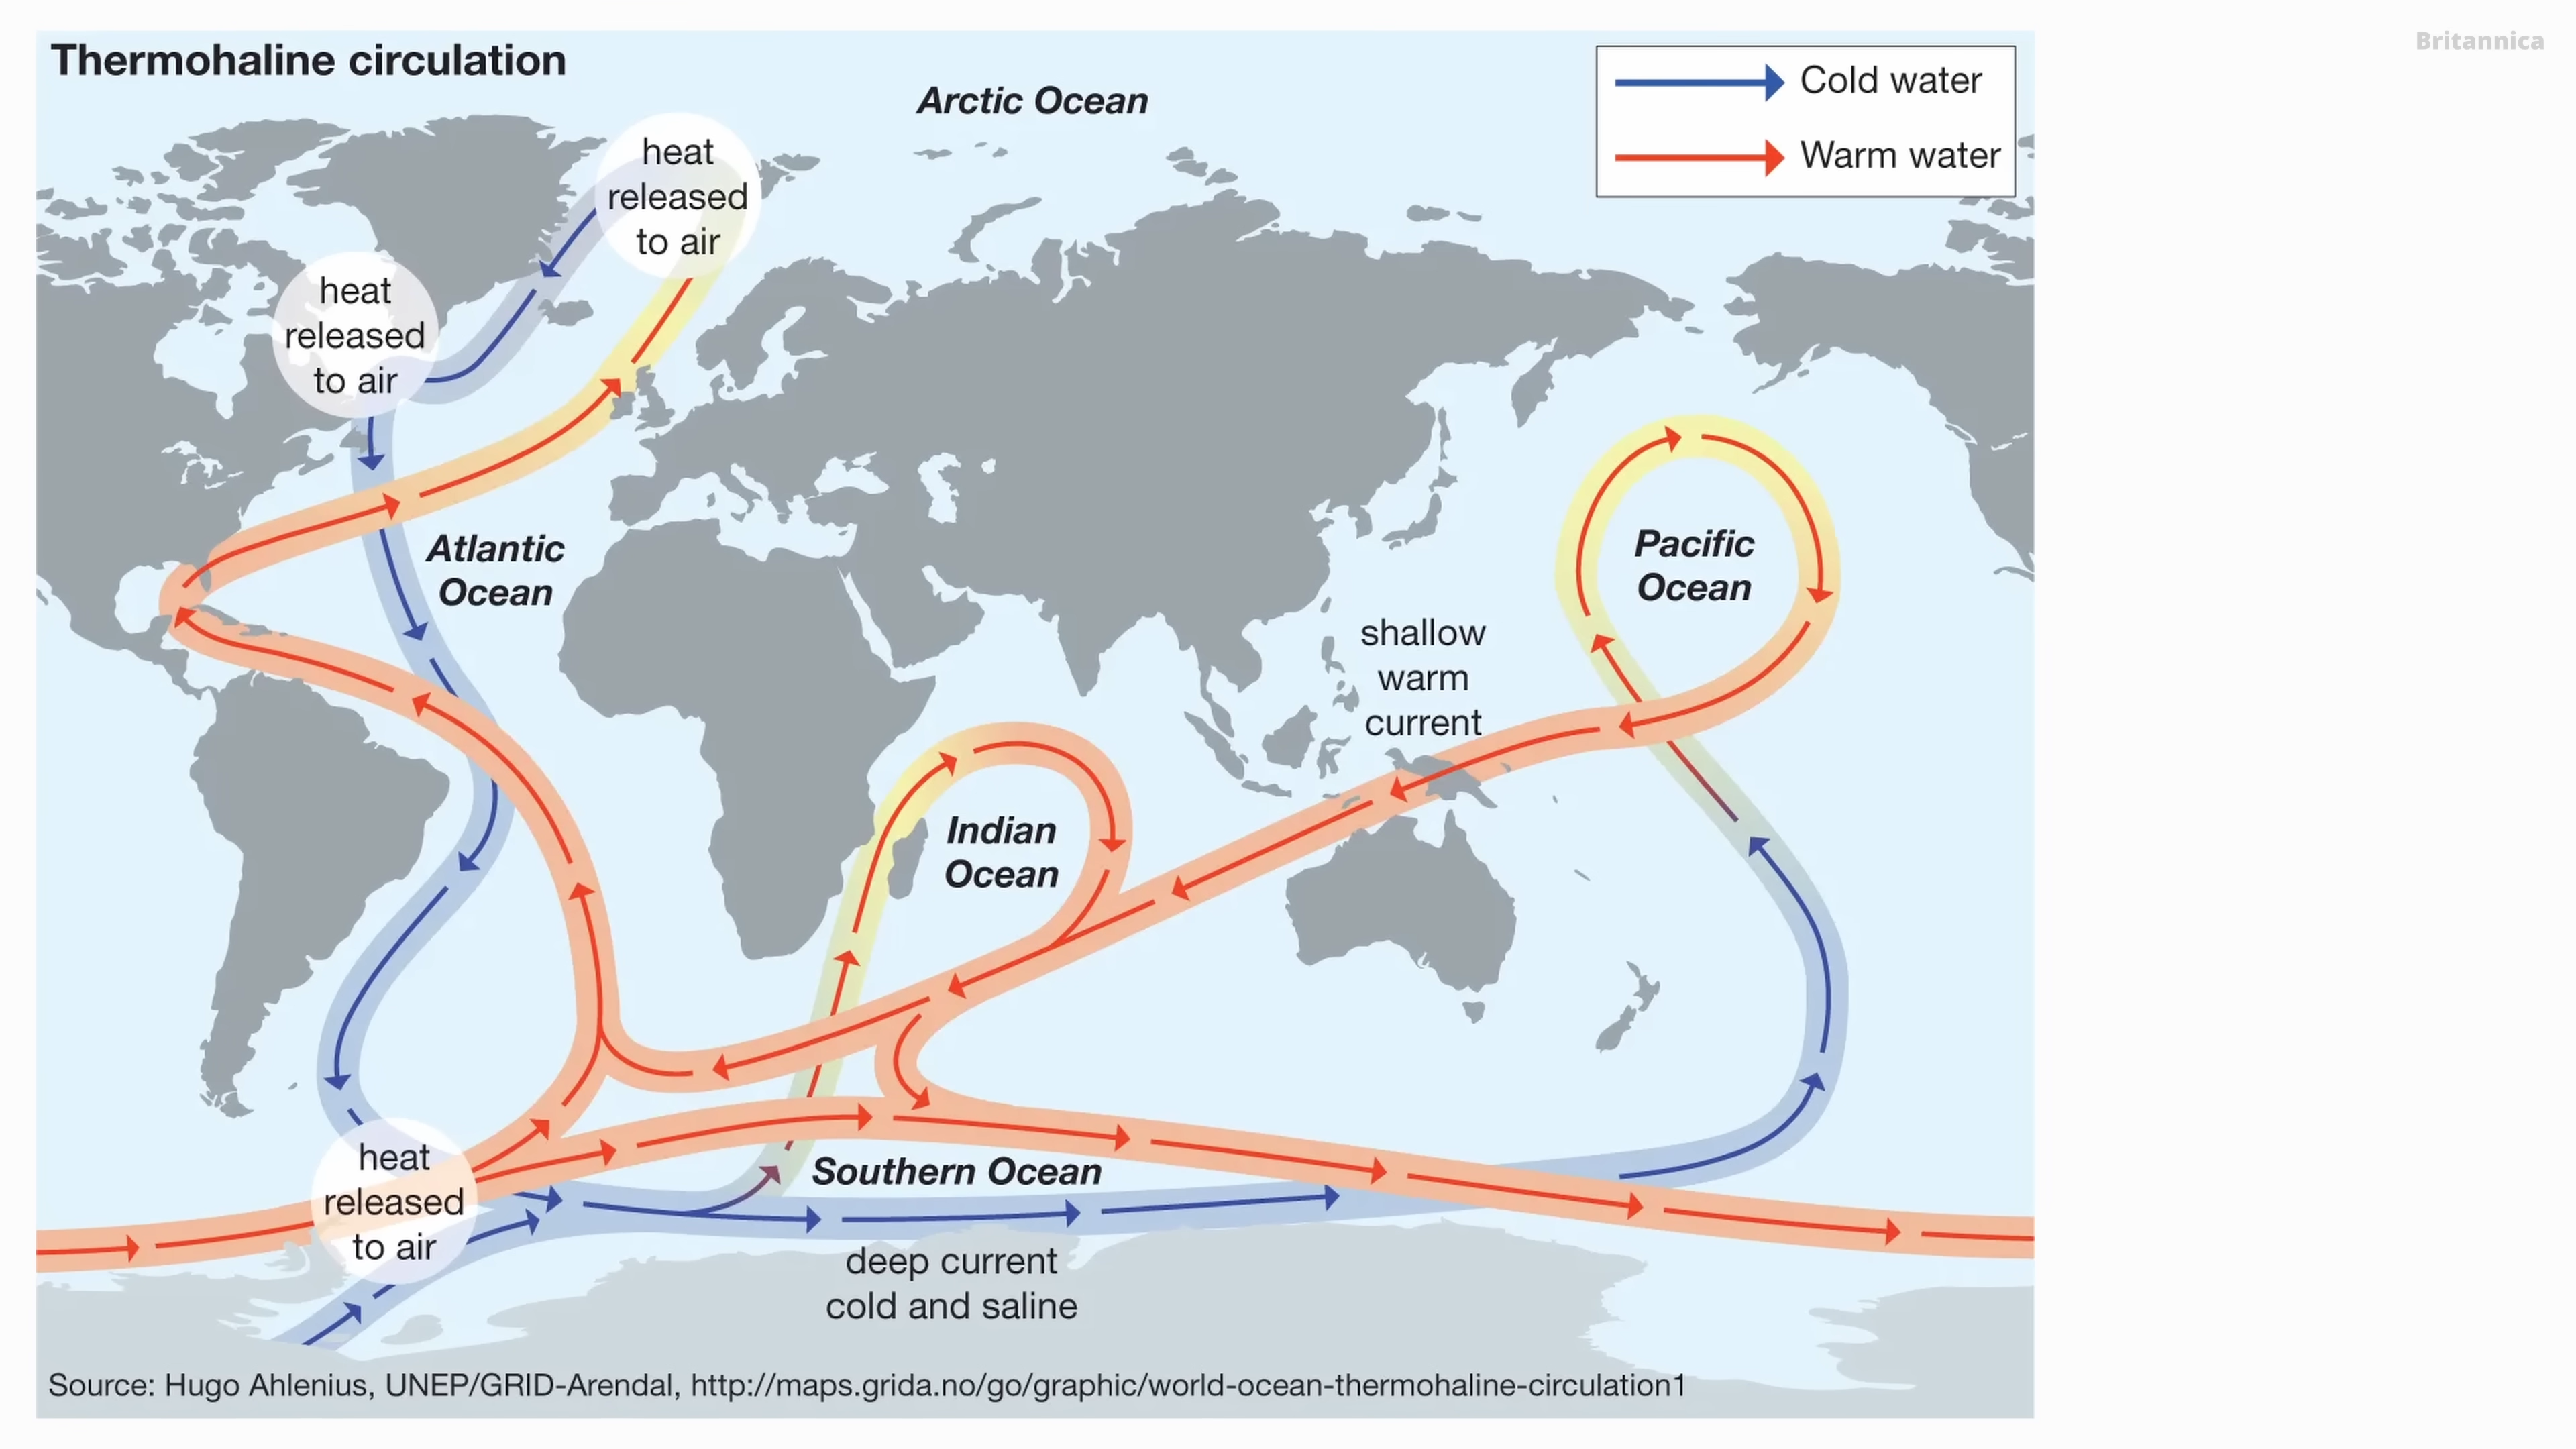 Britannica
Thermohaline circulation
Arctic Ocean
Cold water
Warm water
heat
released
to air
heat
released
to air
Atlantic
Ocean
Pacific
Ocean
shallow
warm
current
Indian
Ocean
heat
released
to air
Southern Ocean
deep current
cold and saline
Source: Hugo Ahlenius, UNEP/GRID-Arendal, http://maps.grida.no/go/graphic/world-ocean-thermohaline-circulation1